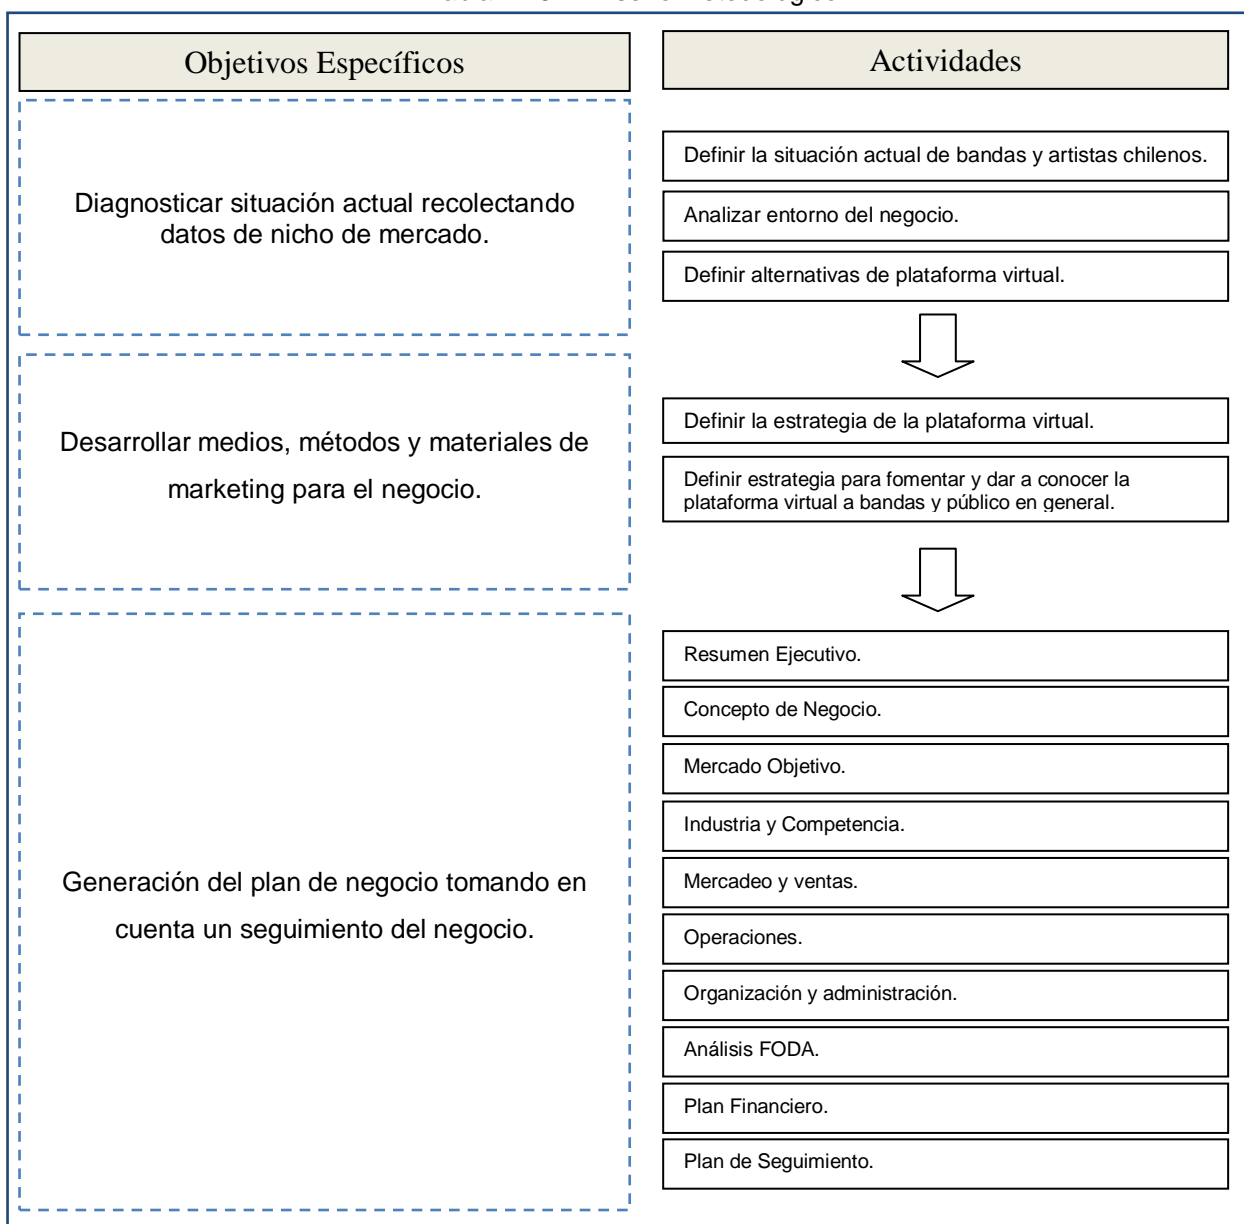 Objetivos Específicos
Actividades
Diagnosticar situación actual recolectando
datos de nicho de mercado.
Definir la situación actual de bandas y artistas chilenos.
Analizar entorno del negocio.
Definir alternativas de plataforma virtual.
Desarrollar medios, métodos y materiales de
marketing para el negocio.
Definir la estrategia de la plataforma virtual.
Definir estrategia para fomentar y dar a conocer la
plataforma virtual a bandas y público en general.
Generación del plan de negocio tomando en
cuenta un seguimiento del negocio.
Resumen Ejecutivo.
Concepto de Negocio.
Mercado Objetivo.
Industria y Competencia.
Mercadeo y ventas.
Operaciones.
Organización y administración.
Análisis FODA.
Plan Financiero.
Plan de Seguimiento.